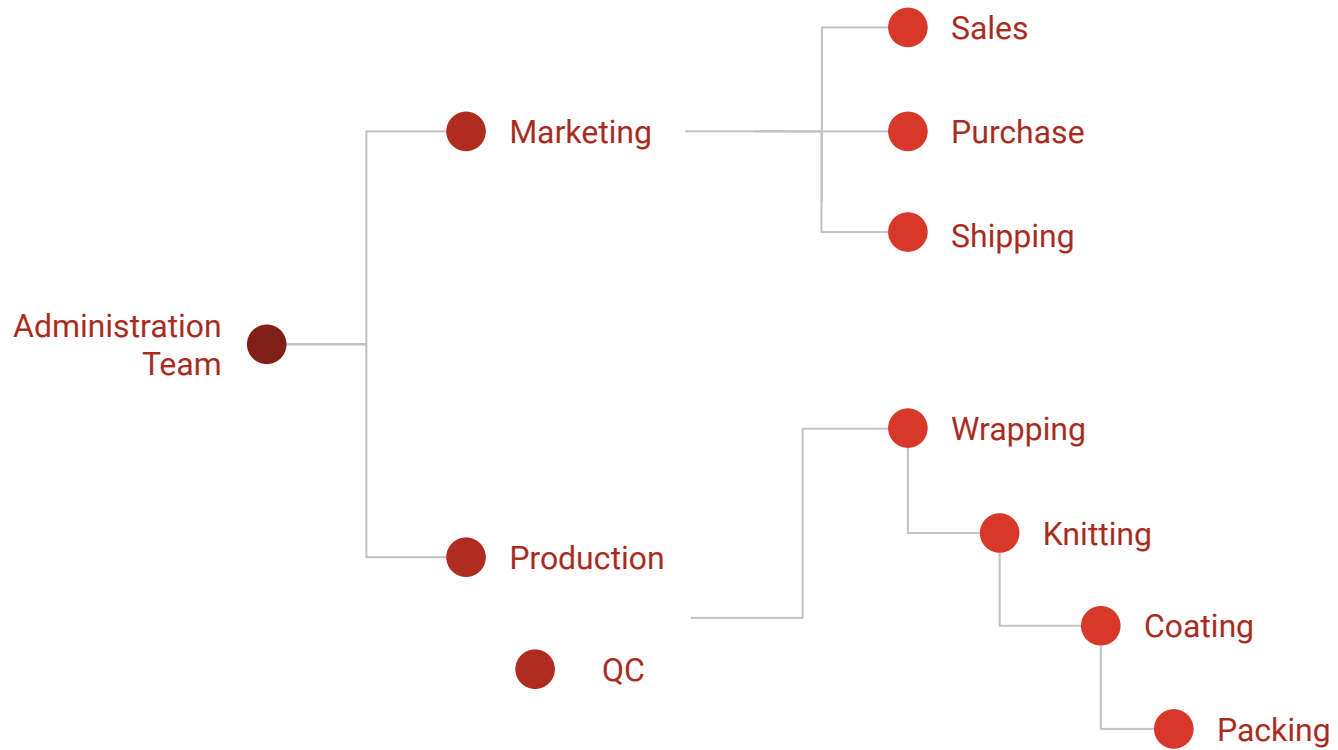 Sales
Marketing
Purchase
Shipping
Administration
Team
Wrapping
Knitting
Production
Coating
QC
Packing